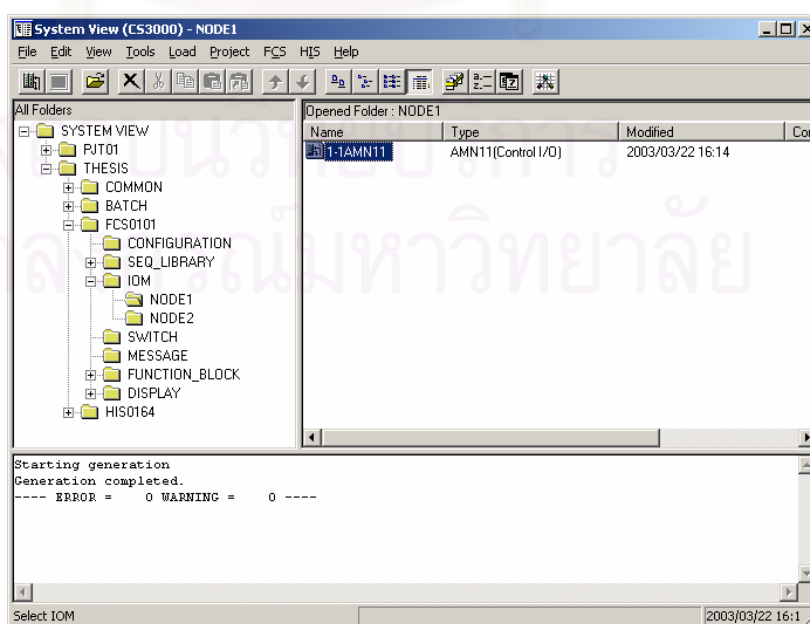 System View (CS3000) - NODE1
File Edit View Tools Load Project FCS HIS Help
All Folders
Opened Folder : NODE1
SYSTEM VIEW
PJT01
THESIS
COMMON
BATCH
FCS0101
CONFIGURATION
SEQ_LIBRARY
IOM
NODE1
NODE2
SWITCH
MESSAGE
FUNCTION_BLOCK
DISPLAY
HIS0164
Name Type Modified Co
1-1AMN11 AMN11(Control I/O) 2003/03/22 16:14
Starting generation
Generation completed.
---- ERROR = 0 WARNING = 0 ----
Select IOM 2003/03/22 16:1